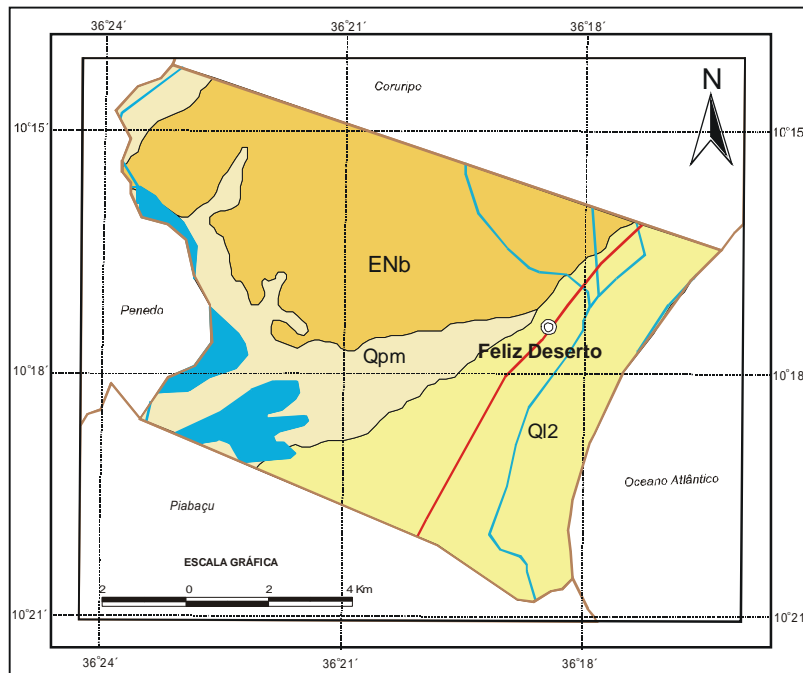 36°24´ 36°21´ 36°18´
Coruripo
N
10°15´ 10°15´
ENb
Penedo
Qpm
Feliz Deserto
10°18´ 10°18´
Ql2
Oceano Atlântico
Piabaçu
ESCALA GRÁFICA
2 0 2 4 Km
10°21´ 10°21´
36°24´ 36°21´ 36°18´